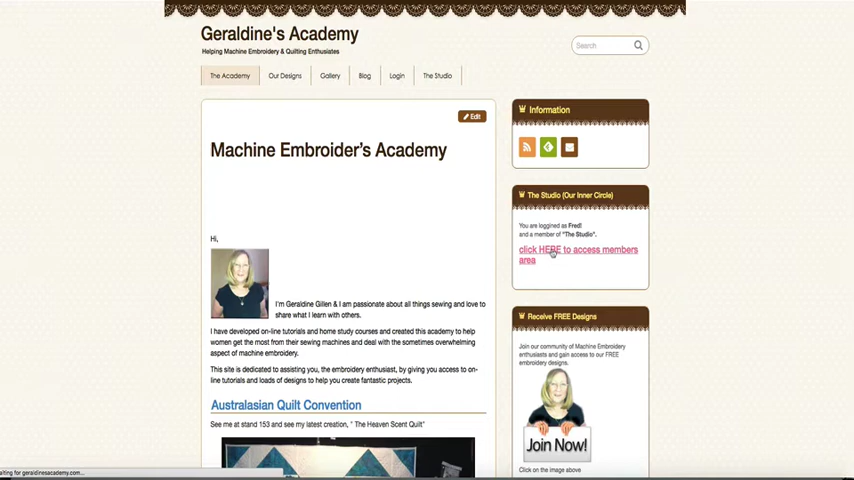 Geraldine's Academy
Helping Machine Embroidery & Quilting Enthusiates
Search
The Academy
Our Designs
Gallery
Blog
Login
The Studio
Edit
Machine Embroider's Academy
Hi,
I'm Geraldine Gillen & I am passionate about all things sewing and love to
share what I learn with others.
I have developed on-line tutorials and home study courses and created this academy to help
women get the most from their sewing machines and deal with the sometimes overwhelming
aspect of machine embroidery.
This site is dedicated to assisting you, the embroidery enthusiast, by giving you access to on-
line tutorials and loads of designs to help you create fantastic projects.
Australasian Quilt Convention
See me at stand 153 and see my latest creation, " The Heaven Scent Quilt"
Information
The Studio (Our Inner Circle)
You are loggined as Fred!
and a member of "The Studio".
click HERE to access members
area
Receive FREE Designs
Join our community of Machine Embroidery
enthusiasts and gain access to our FREE
embroidery designs.
Join Now!
Click on the image above
aiting for geraldinesacademy.com...